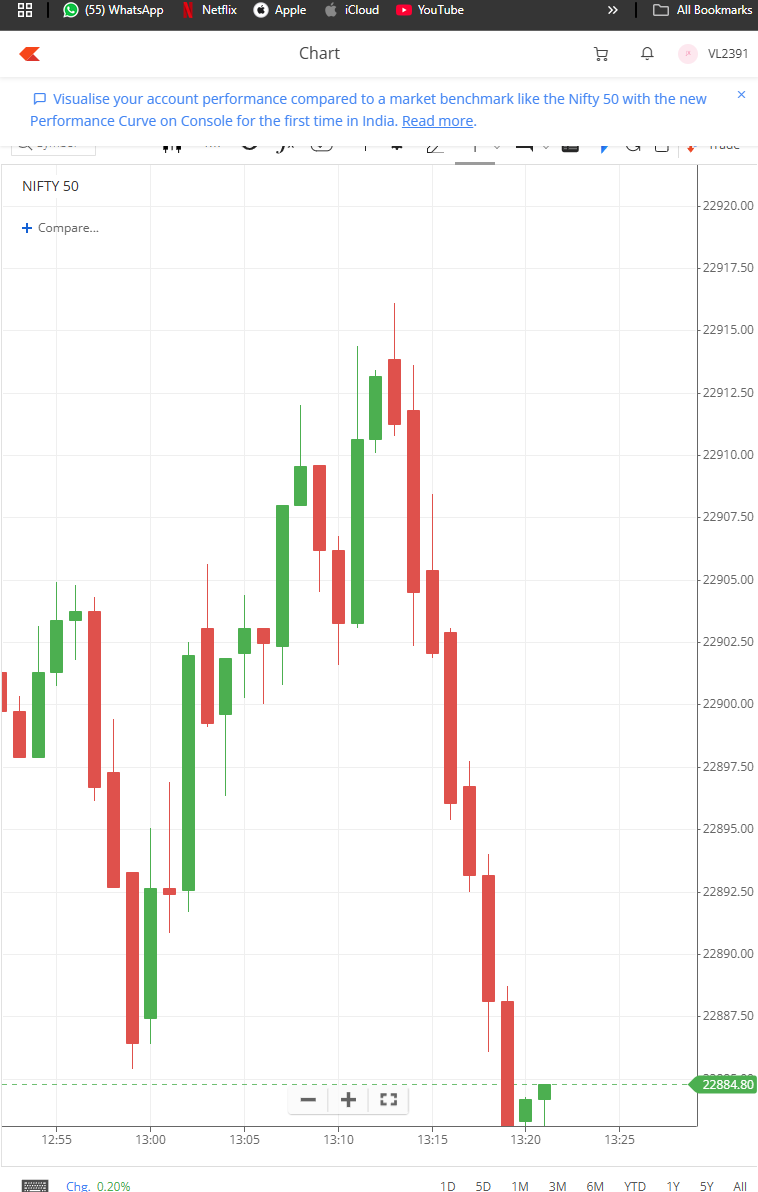 (55) WhatsApp Netflix Apple iCloud YouTube » All Bookmarks
Chart VL2391
Visualise your account performance compared to a market benchmark like the Nifty 50 with the new
Performance Curve on Console for the first time in India. Read more.
NIFTY 50
+ Compare...
22920.00
22917.50
22915.00
22912.50
22910.00
22907.50
22905.00
22902.50
22900.00
22897.50
22895.00
22892.50
22890.00
22887.50
22884.80
12:55 13:00 13:05 13:10 13:15 13:20 13:25
Chg. 0.20% 1D 5D 1M 3M 6M YTD 1Y 5Y All